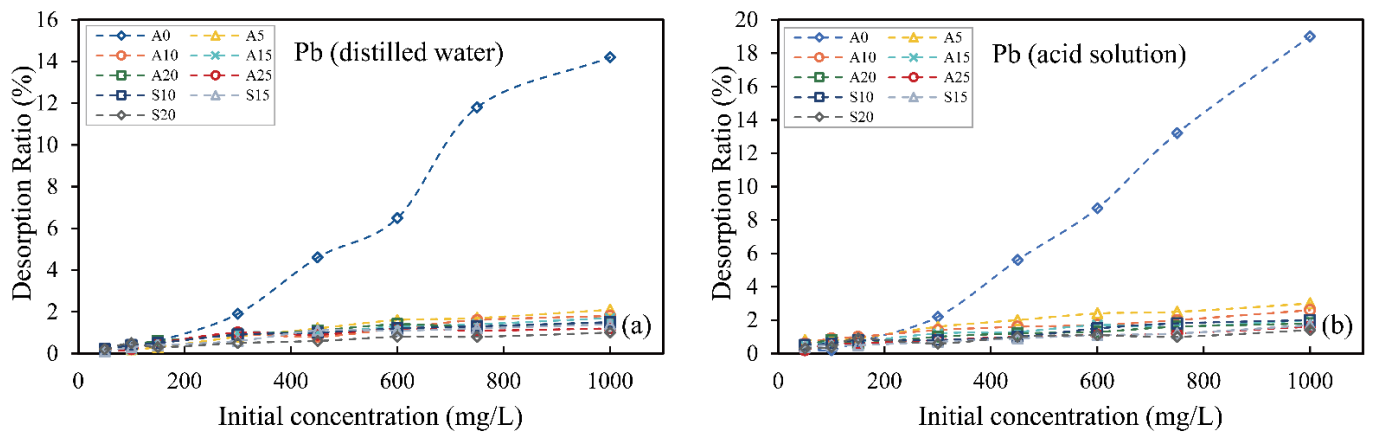 16
14
12
10
8
6
4
2
0
Desorption Ratio (%)
A0 A5
A10 A15
A20 A25
S10 S15
S20
Pb (distilled water)
(a)
0 200 400 600 800 1000
Initial concentration (mg/L)
20
18
16
14
12
10
8
6
4
2
0
Desorption Ratio (%)
A0 A5
A10 A15
A20 A25
S10 S15
S20
Pb (acid solution)
(b)
0 200 400 600 800 1000
Initial concentration (mg/L)